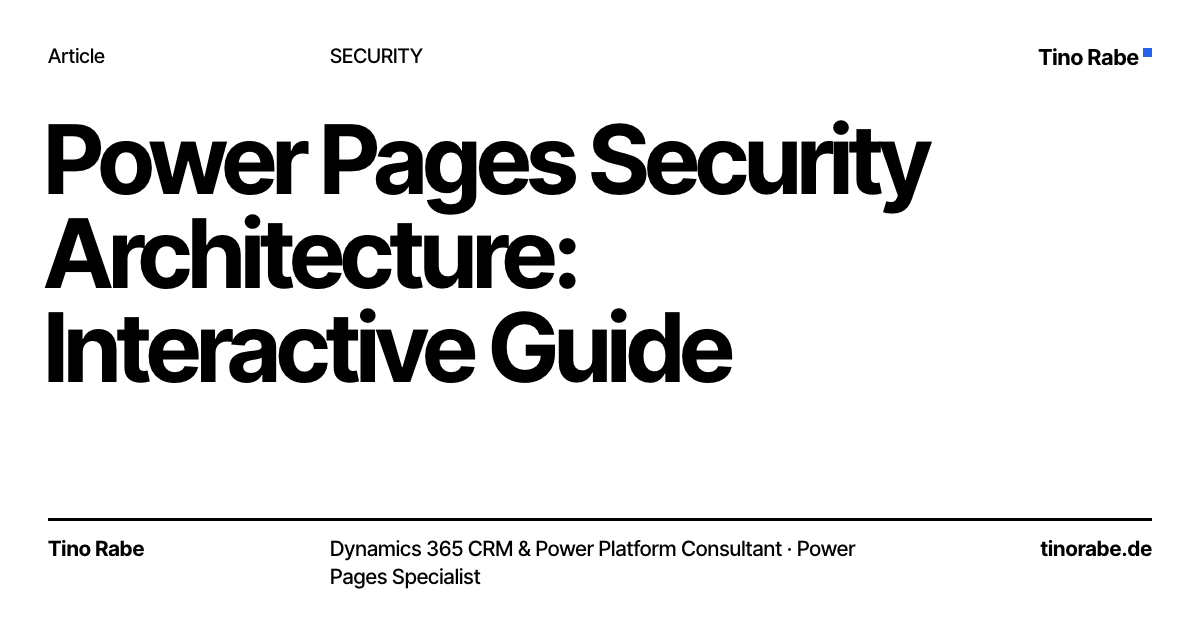 Article
SECURITY
Tino Rabe
Power Pages Security
Architecture:
Interactive Guide
Tino Rabe
Dynamics 365 CRM & Power Platform Consultant · Power
Pages Specialist
tinorabe.de